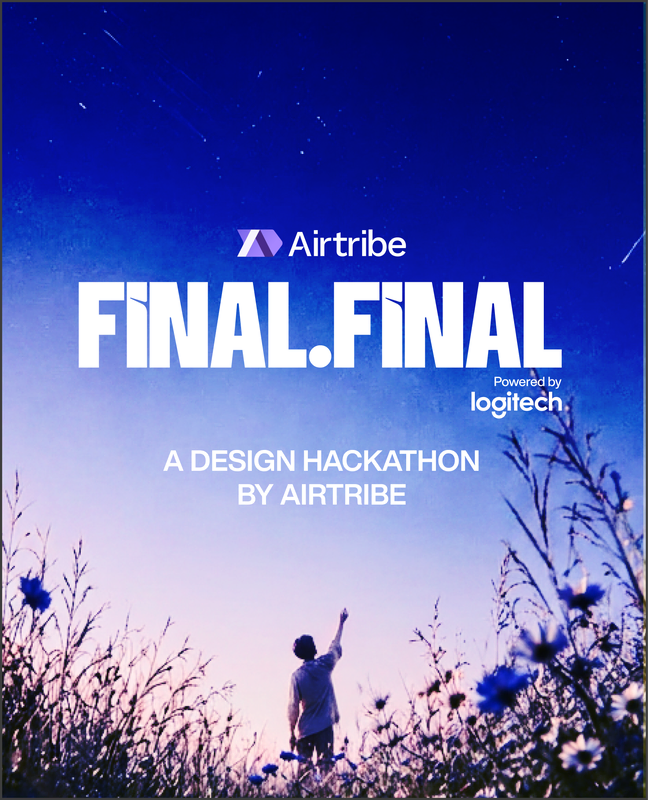 Airtribe
FINAL.FINAL
Powered by
logitech
A DESIGN HACKATHON
BY AIRTRIBE